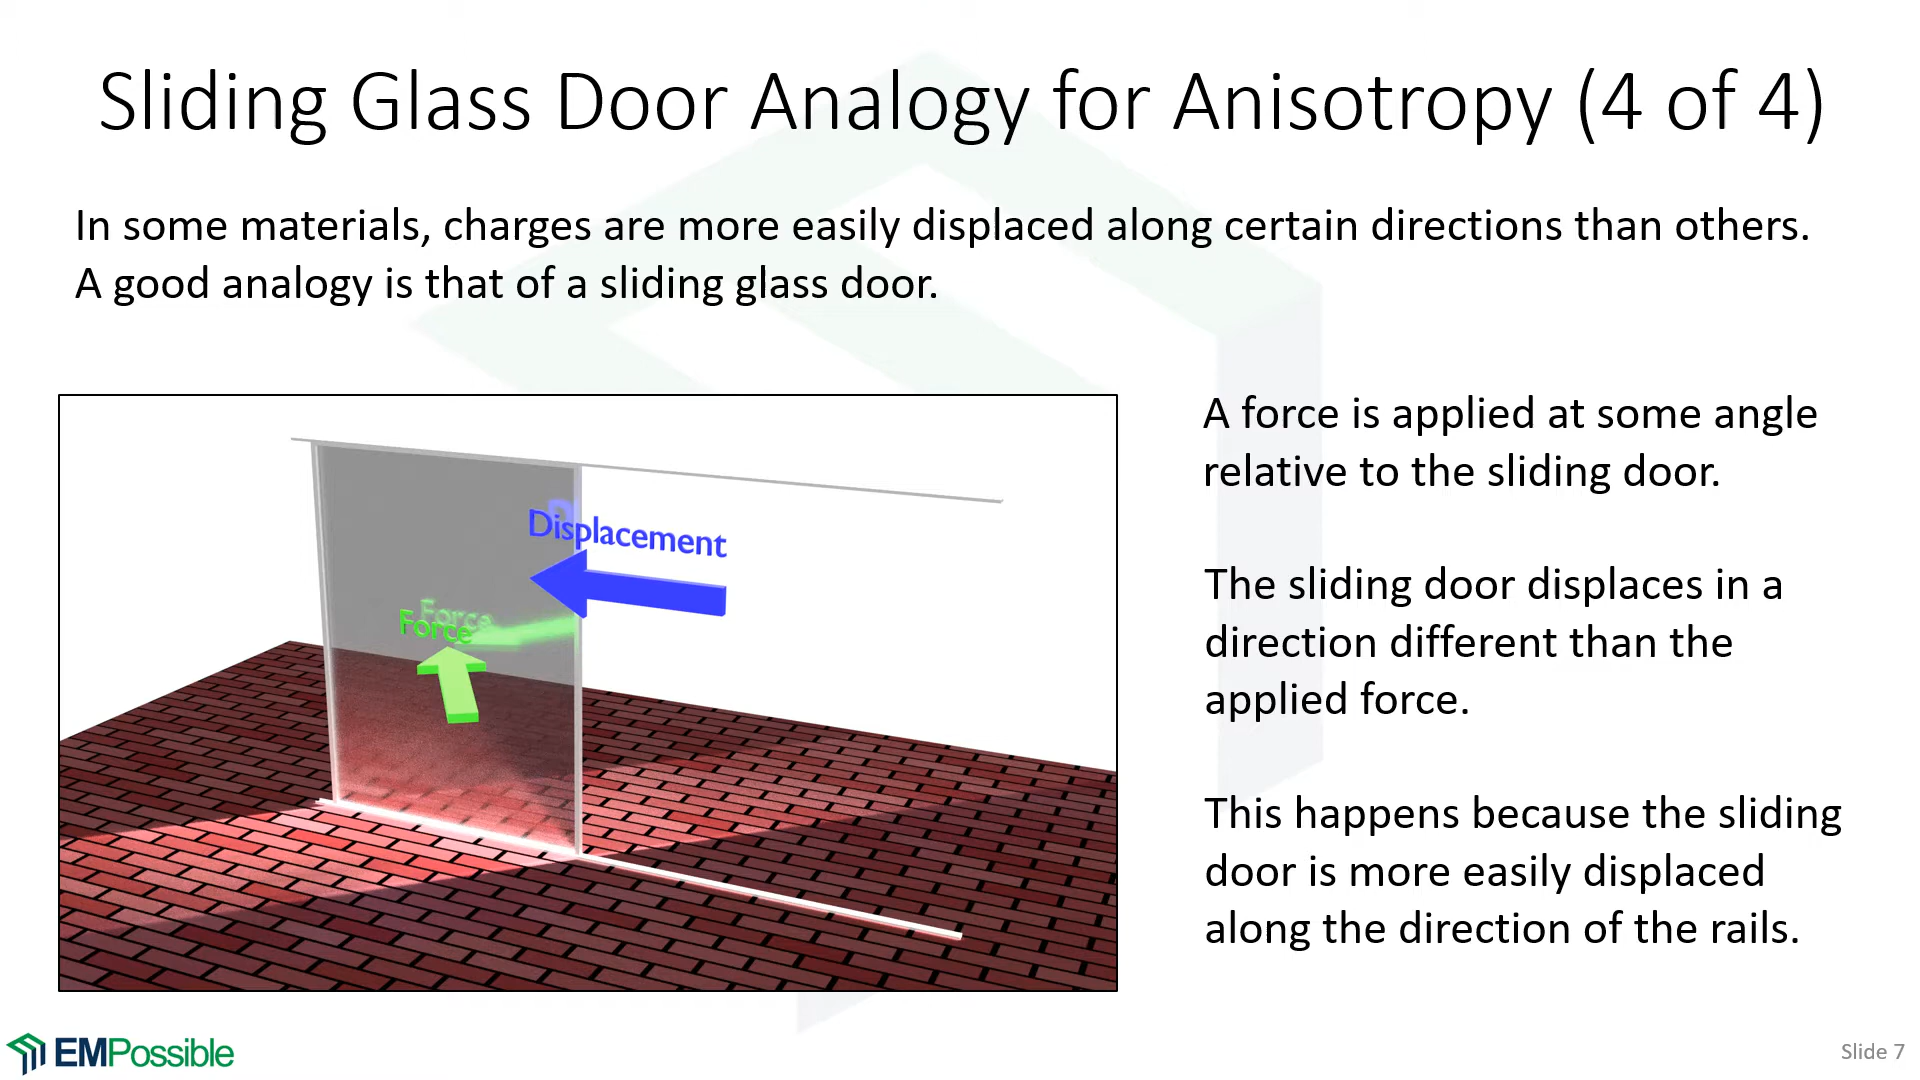 Sliding Glass Door Analogy for Anisotropy (4 of 4)
In some materials, charges are more easily displaced along certain directions than others.
A good analogy is that of a sliding glass door.
Displacement
Force
Force
A force is applied at some angle
relative to the sliding door.
The sliding door displaces in a
direction different than the
applied force.
This happens because the sliding
door is more easily displaced
along the direction of the rails.
EMPossible
Slide 7